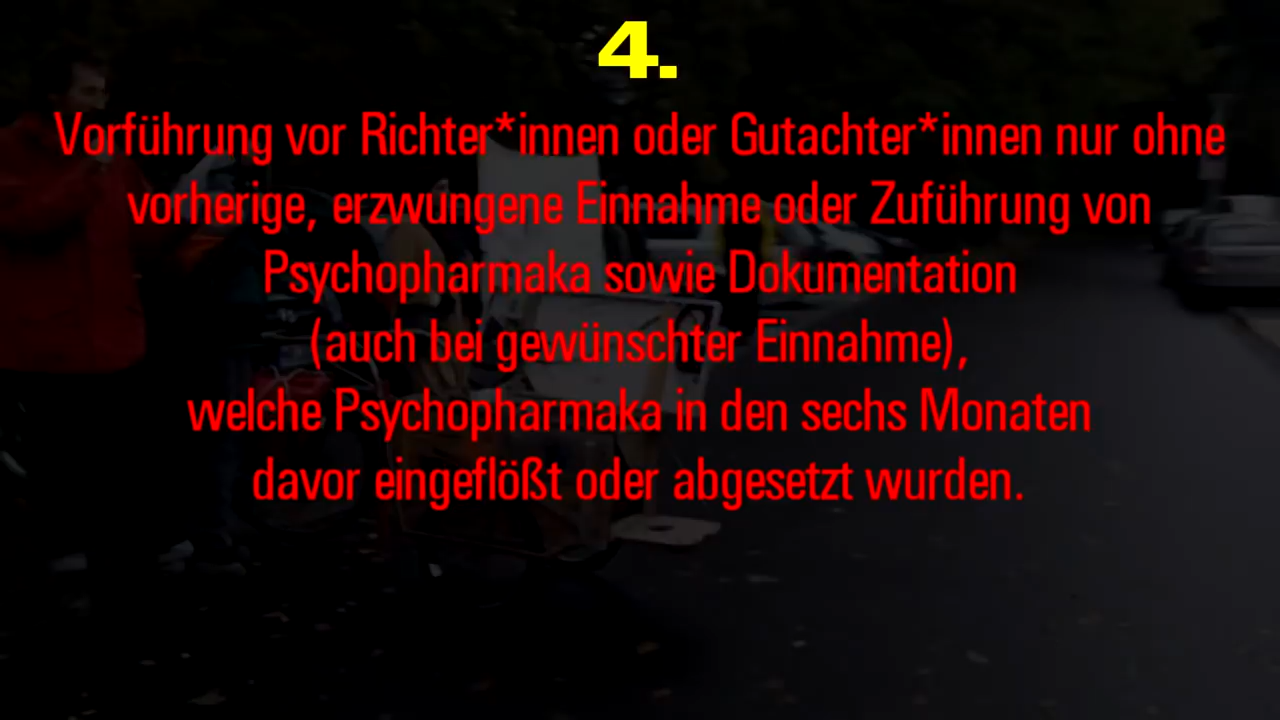 4.
Vorführung vor Richter*innen oder Gutachter*innen nur ohne
vorherige, erzwungene Einnahme oder Zuführung von
Psychopharmaka sowie Dokumentation
(auch bei gewünschter Einnahme),
welche Psychopharmaka in den sechs Monaten
davor eingeflößt oder abgesetzt wurden.